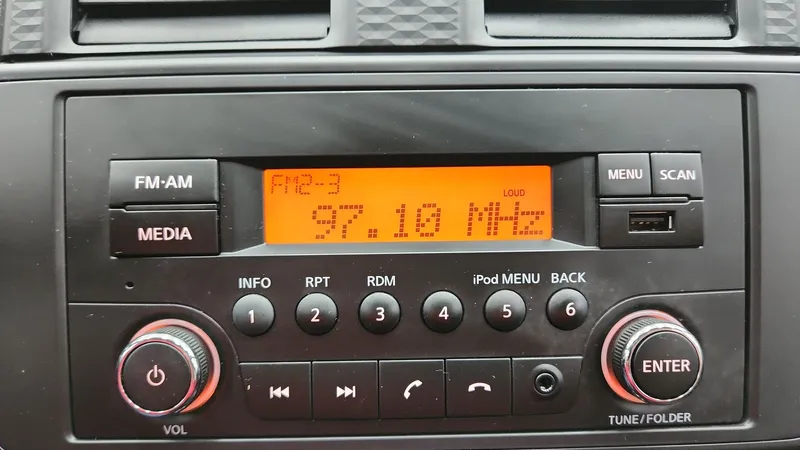 FM·AM
MEDIA
FM2-3
LOUD
97.10 MHz
MENU
SCAN
INFO
RPT
RDM
iPod MENU
BACK
1
2
3
4
5
6
VOL
ENTER
TUNE/FOLDER